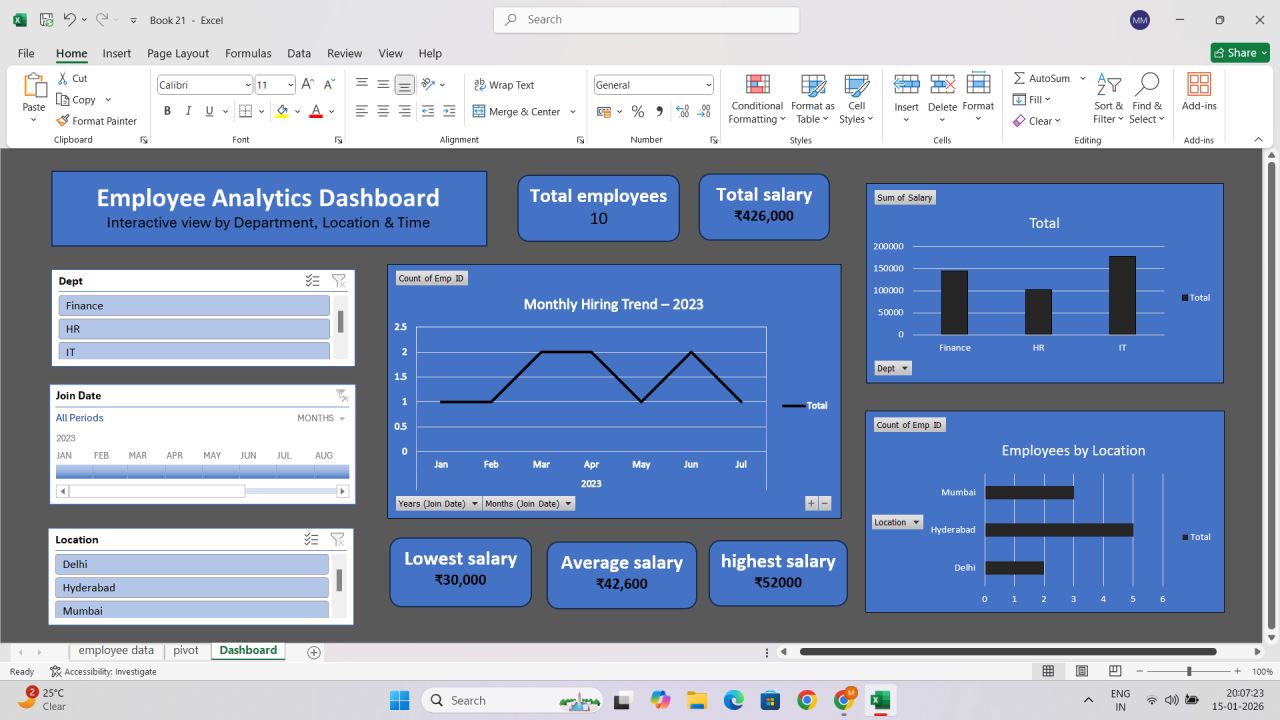 Book 21 - Excel
Search
MM
File Home Insert Page Layout Formulas Data Review View Help
Share
Paste
Cut
Copy
Format Painter
Clipboard
Calibri 11
B I U
Font
Wrap Text
Merge & Center
Alignment
General
Number
Conditional Formatting
Format as Table
Cell Styles
Styles
Insert Delete Format
Cells
AutoSum
Fill
Clear
Sort & Filter
Find & Select
Editing
Add-ins
Add-ins
Employee Analytics Dashboard
Interactive view by Department, Location & Time
Total employees
10
Total salary
₹426,000
Dept
Finance
HR
IT
Join Date
All Periods MONTHS
2023
JAN FEB MAR APR MAY JUN JUL AUG
Location
Delhi
Hyderabad
Mumbai
Count of Emp ID
Monthly Hiring Trend – 2023
2.5
2
1.5
1
0.5
0
Jan Feb Mar Apr May Jun Jul
2023
Total
Years (Join Date) Months (Join Date)
Lowest salary
₹30,000
Average salary
₹42,600
highest salary
₹52000
Sum of Salary
Total
200000
150000
100000
50000
0
Finance HR IT
Total
Dept
Count of Emp ID
Employees by Location
Mumbai
Hyderabad
Delhi
Location
0 1 2 3 4 5 6
Total
employee data pivot Dashboard
Ready Accessibility: Investigate 100%
2
25°C
Clear
Search
M
ENG
IN
20:07:23
15-01-2026